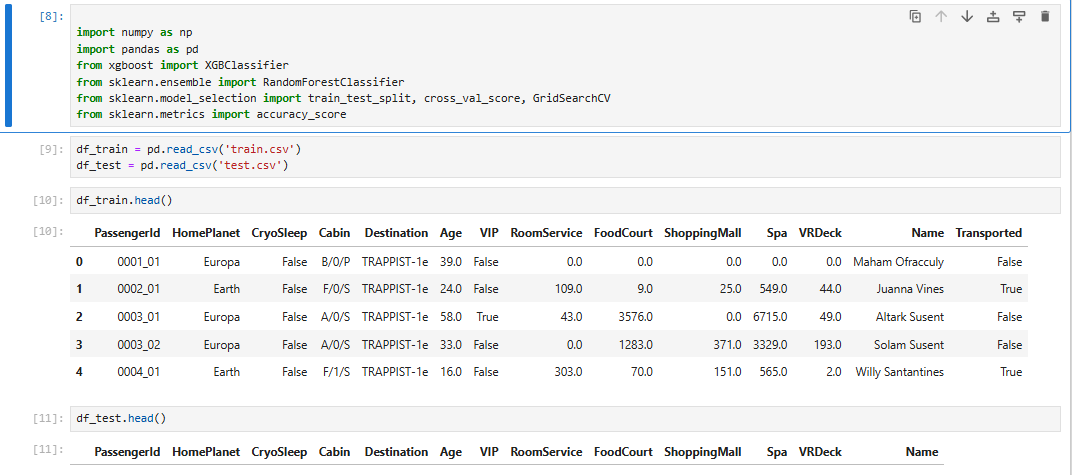 [8]:
import numpy as np
import pandas as pd
from xgboost import XGBClassifier
from sklearn.ensemble import RandomForestClassifier
from sklearn.model_selection import train_test_split, cross_val_score, GridSearchCV
from sklearn.metrics import accuracy_score
[9]: df_train = pd.read_csv('train.csv')
df_test = pd.read_csv('test.csv')
[10]: df_train.head()
[10]: PassengerId HomePlanet CryoSleep Cabin Destination Age VIP RoomService FoodCourt ShoppingMall Spa VRDeck Name Transported
0 0001_01 Europa False B/0/P TRAPPIST-1e 39.0 False 0.0 0.0 0.0 0.0 0.0 Maham Ofracculy False
1 0002_01 Earth False F/0/S TRAPPIST-1e 24.0 False 109.0 9.0 25.0 549.0 44.0 Juanna Vines True
2 0003_01 Europa False A/0/S TRAPPIST-1e 58.0 True 43.0 3576.0 0.0 6715.0 49.0 Altark Susent False
3 0003_02 Europa False A/0/S TRAPPIST-1e 33.0 False 0.0 1283.0 371.0 3329.0 193.0 Solam Susent False
4 0004_01 Earth False F/1/S TRAPPIST-1e 16.0 False 303.0 70.0 151.0 565.0 2.0 Willy Santantines True
[11]: df_test.head()
[11]: PassengerId HomePlanet CryoSleep Cabin Destination Age VIP RoomService FoodCourt ShoppingMall Spa VRDeck Name